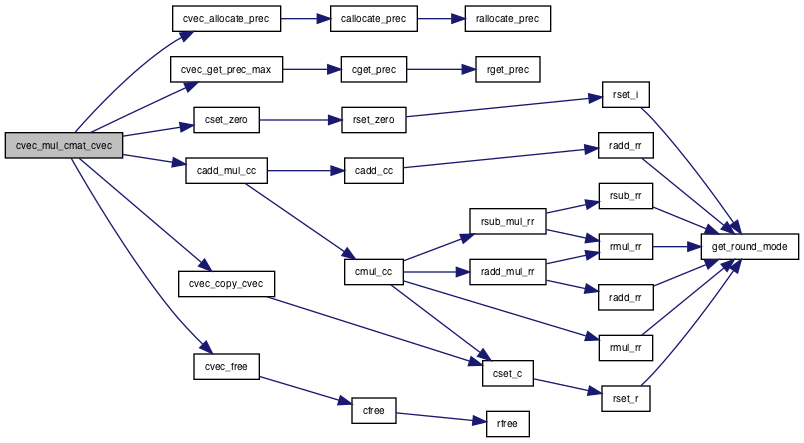 cvec_allocate_prec
callocate_prec
rallocate_prec
cvec_get_prec_max
cget_prec
rget_prec
cset_zero
rset_zero
rset_i
cvec_mul_cmat_cvec
cadd_mul_cc
cadd_cc
radd_rr
rsub_mul_rr
rsub_rr
rmul_rr
get_round_mode
cmul_cc
radd_mul_rr
radd_rr
cvec_copy_cvec
rmul_rr
cvec_free
cset_c
rset_r
cfree
rfree